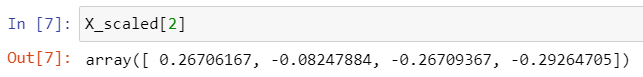 In [7]: X_scaled[2]
Out[7]: array([ 0.26706167, -0.08247884, -0.26709367, -0.29264705])